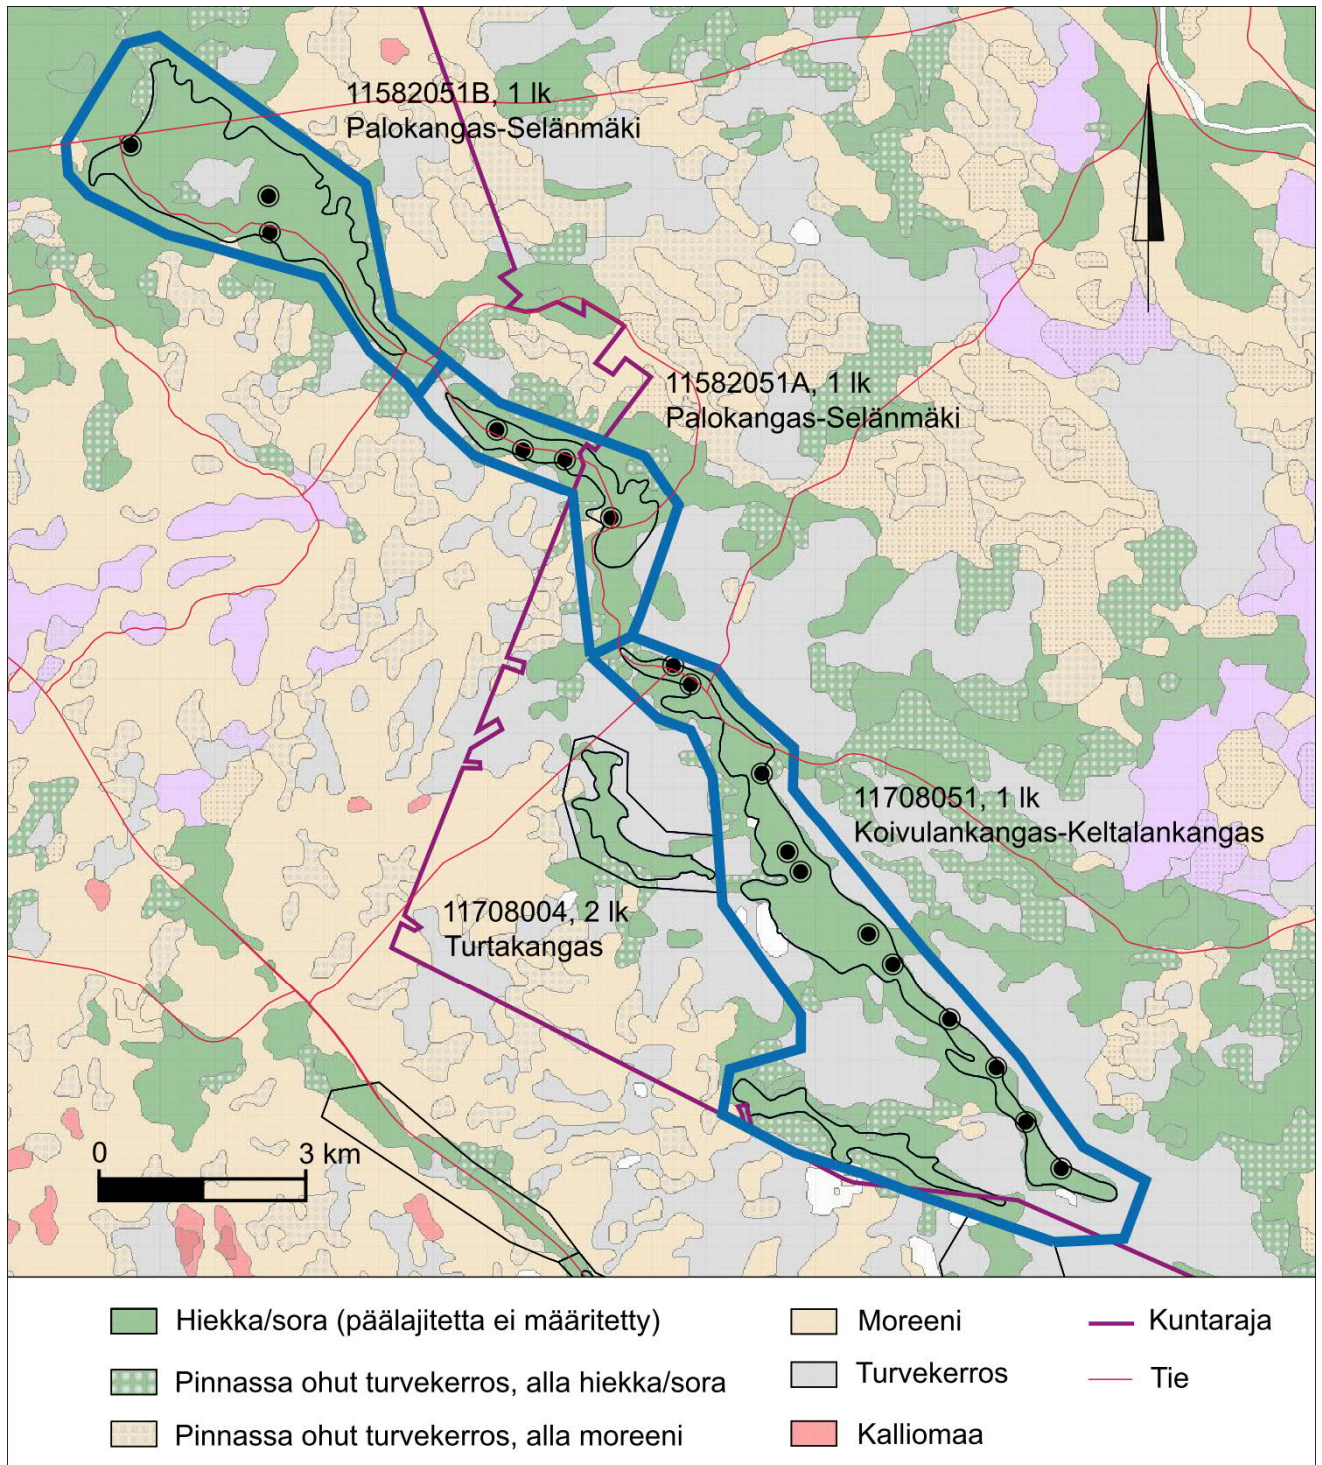 11582051B, 1 lk
Palokangas-Selänmäki
11582051A, 1 lk
Palokangas-Selänmäki
11708051, 1 lk
Koivulankangas-Keltalankangas
11708004, 2 lk
Turtakangas
0 3 km
Hiekka/sora (päälajitetta ei määritetty)
Pinnassa ohut turvekerros, alla hiekka/sora
Pinnassa ohut turvekerros, alla moreeni
Moreeni
Turvekerros
Kalliomaa
Kuntaraja
Tie